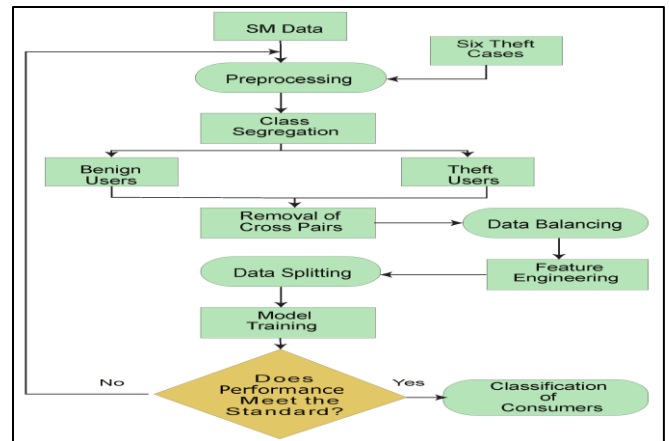 SM Data
Six Theft
Cases
Preprocessing
Class
Segregation
Benign
Users
Theft
Users
Removal of
Cross Pairs
Data Balancing
Feature
Engineering
Data Splitting
Model
Training
Does
Performance
Meet the
Standard?
No
Yes
Classification
of
Consumers